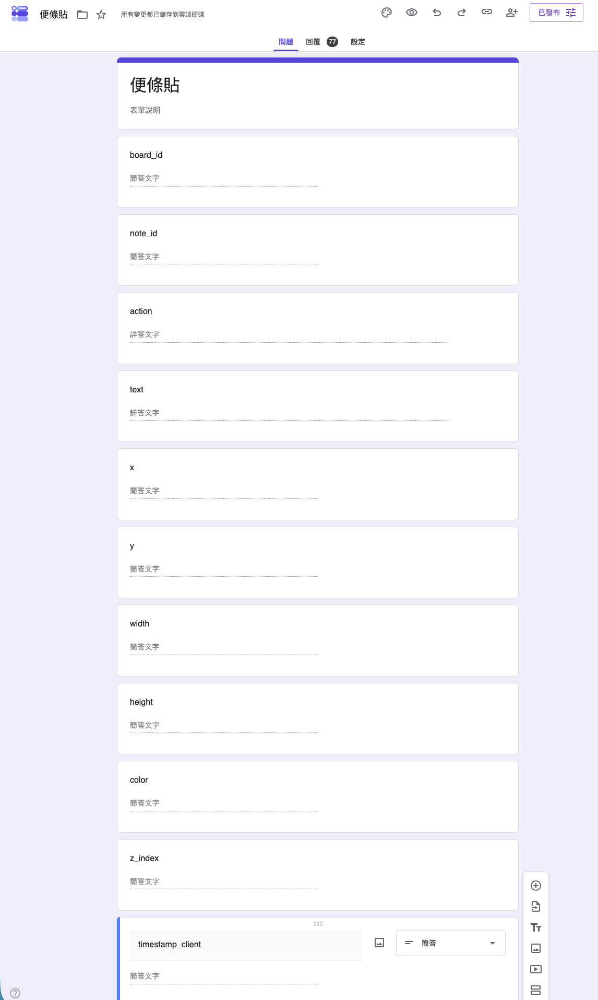 便條貼
所有變更都已儲存到雲端硬碟
已發布
問題
回覆 77
設定
便條貼
表單說明
board_id
簡答文字
note_id
簡答文字
action
詳答文字
text
詳答文字
x
簡答文字
y
簡答文字
width
簡答文字
height
簡答文字
color
簡答文字
z_index
簡答文字
timestamp_client
簡答
簡答文字